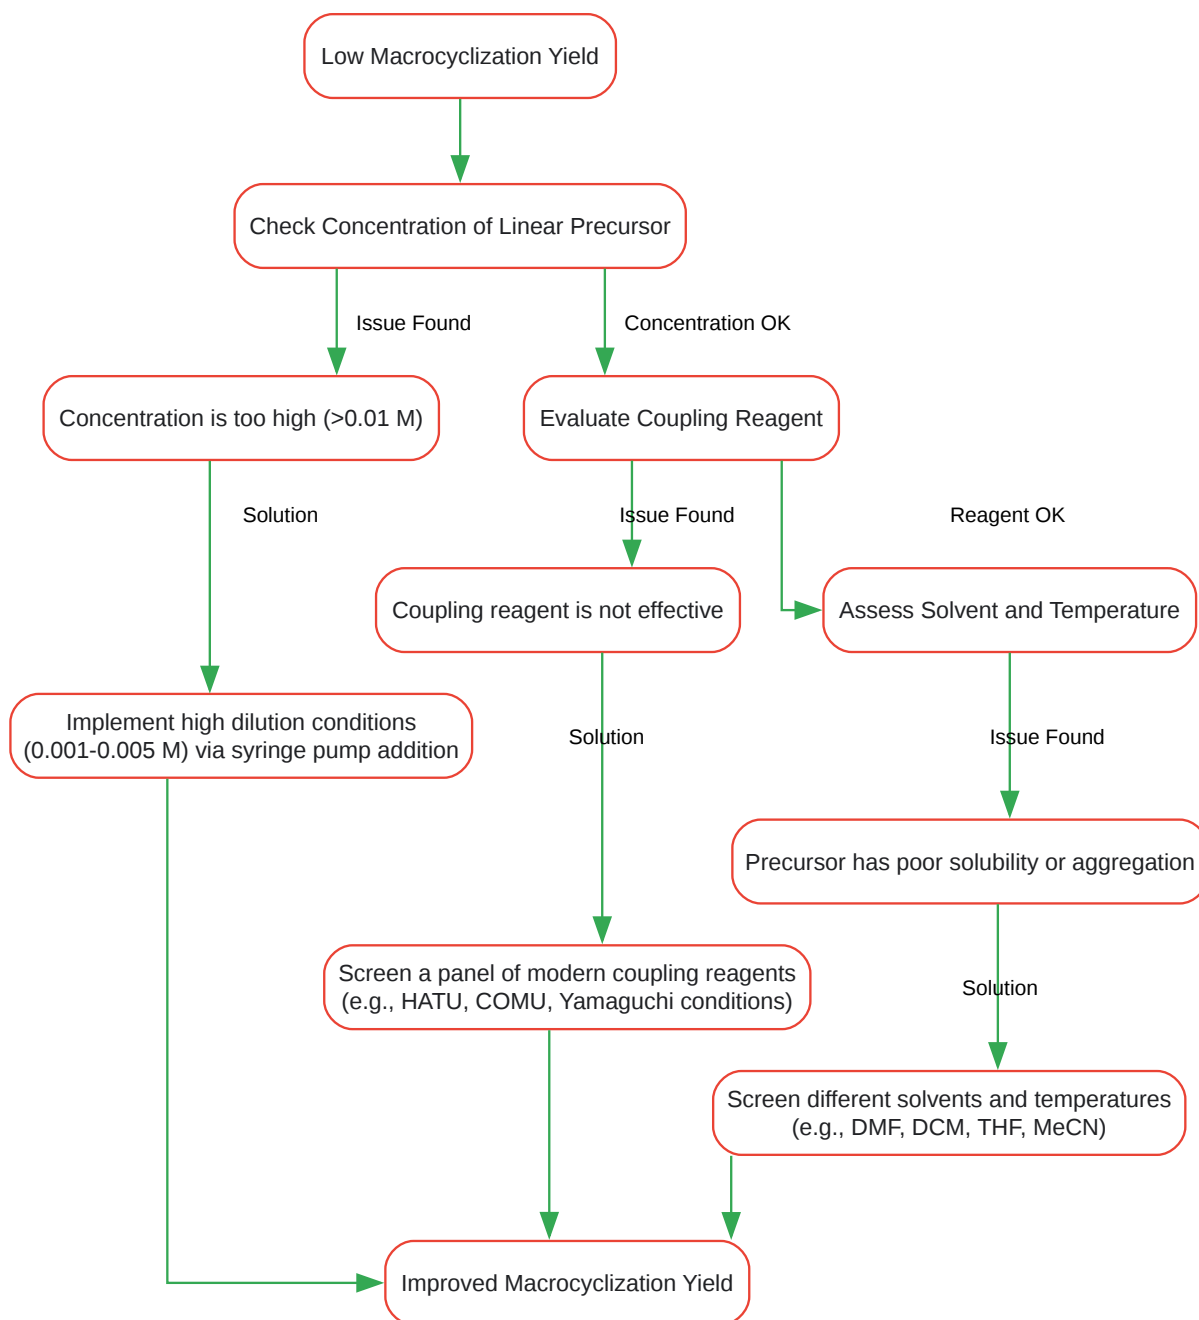 Low Macrocyclization Yield
Check Concentration of Linear Precursor
Issue Found
Concentration OK
Concentration is too high (>0.01 M)
Evaluate Coupling Reagent
Solution
Issue Found
Reagent OK
Coupling reagent is not effective
Assess Solvent and Temperature
Implement high dilution conditions
(0.001-0.005 M) via syringe pump addition
Solution
Issue Found
Precursor has poor solubility or aggregation
Screen a panel of modern coupling reagents
(e.g., HATU, COMU, Yamaguchi conditions)
Solution
Screen different solvents and temperatures
(e.g., DMF, DCM, THF, MeCN)
Improved Macrocyclization Yield